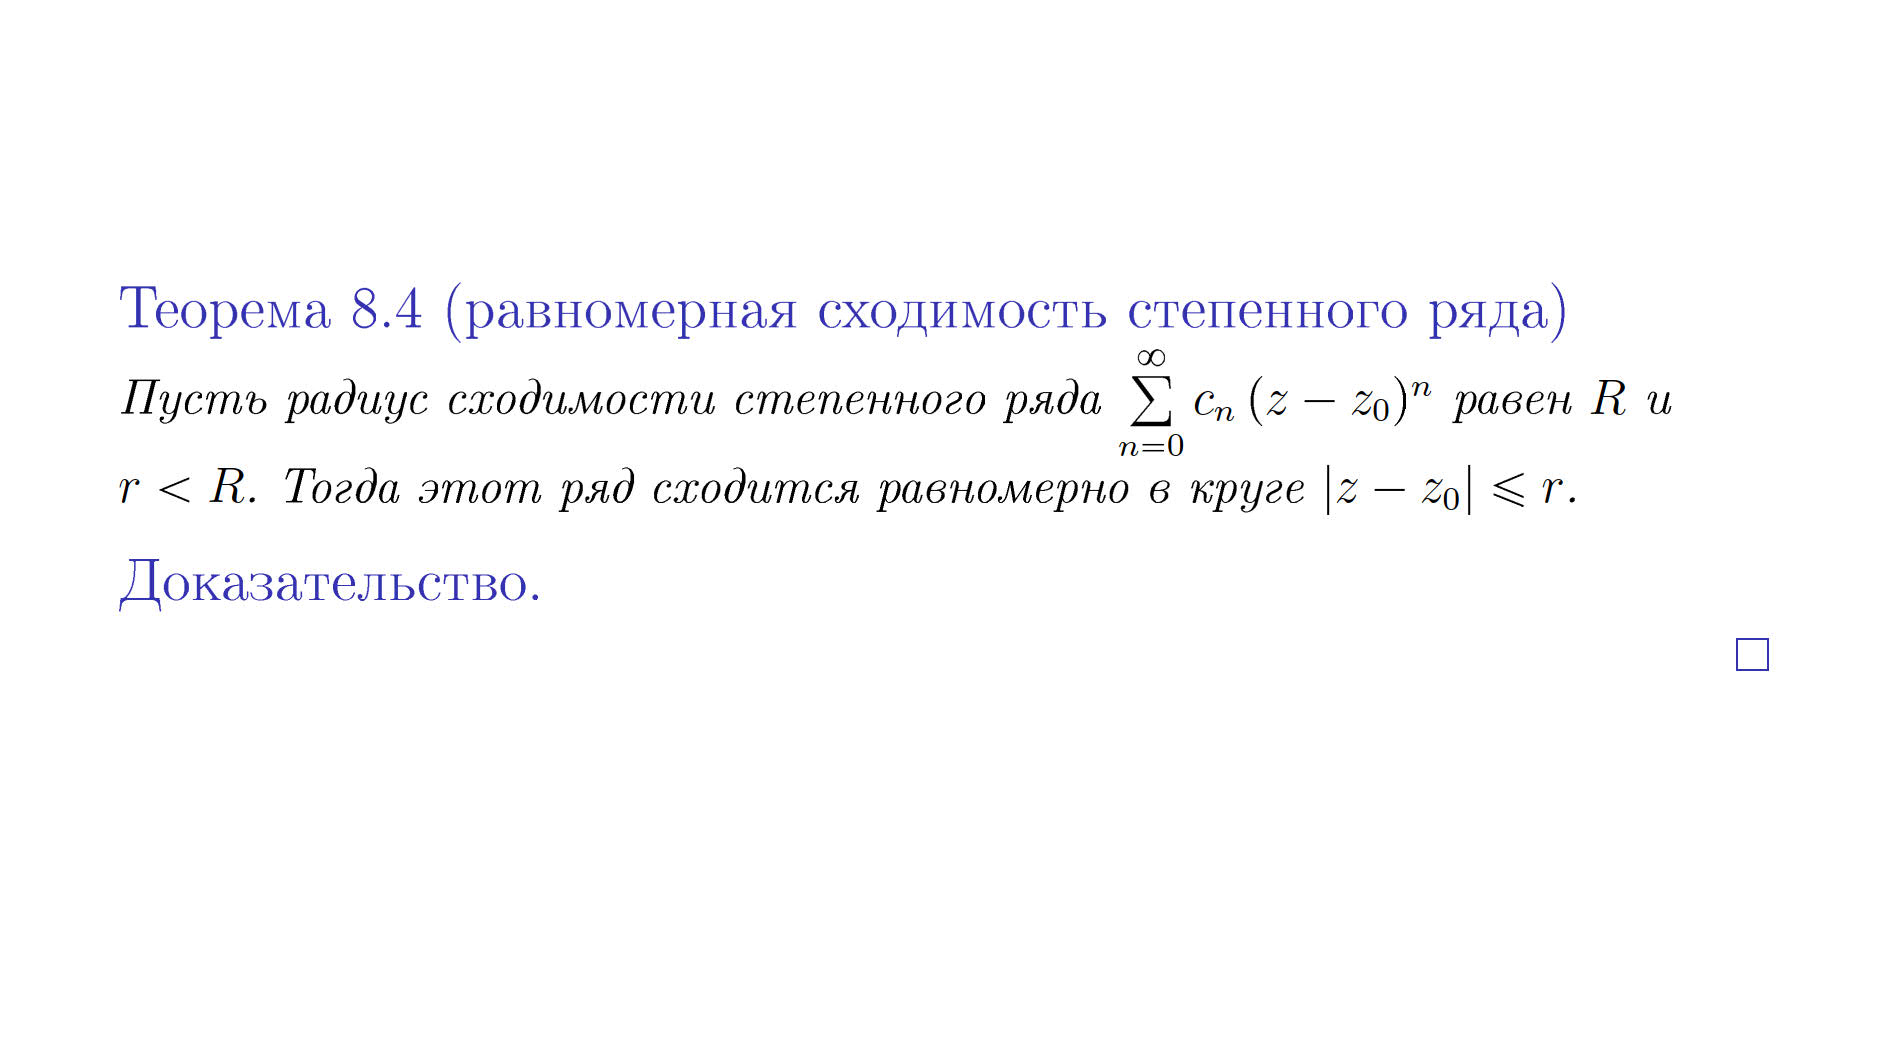 Теорема 8.4 (равномерная сходимость степенного ряда)
Пусть радиус сходимости степенного ряда $\sum\limits_{n=0}^{\infty} c_n (z - z_0)^n$ равен $R$ и
$r < R$. Тогда этот ряд сходится равномерно в круге $|z - z_0| \leqslant r$.
Доказательство.
□